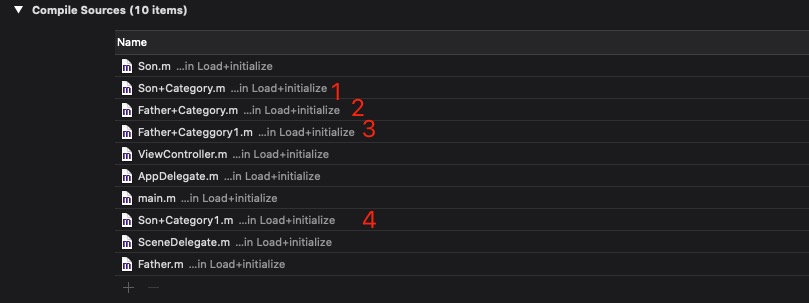 Compile Sources (10 items)
Name
Son.m ...in Load+initialize
Son+Category.m ...in Load+initialize 1
Father+Category.m ...in Load+initialize 2
Father+Categgory1.m ...in Load+initialize 3
ViewController.m ...in Load+initialize
AppDelegate.m ...in Load+initialize
main.m ...in Load+initialize
Son+Category1.m ...in Load+initialize 4
SceneDelegate.m ...in Load+initialize
Father.m ...in Load+initialize